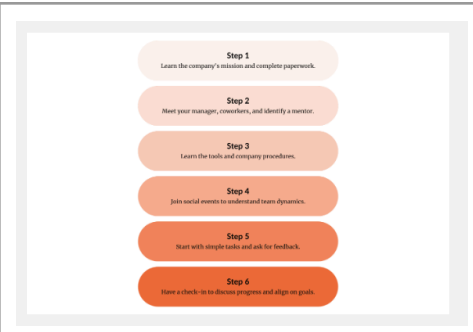 Step 1
Learn the company's mission and complete paperwork.
Step 2
Meet your manager, coworkers, and identify a mentor.
Step 3
Learn the tools and company procedures.
Step 4
Join social events to understand team dynamics.
Step 5
Start with simple tasks and ask for feedback.
Step 6
Have a check-in to discuss progress and align on goals.